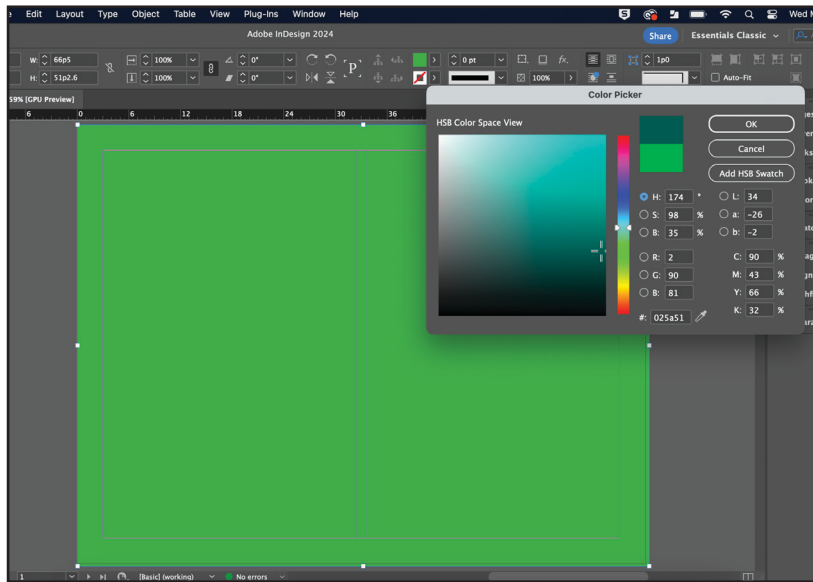 Edit Layout Type Object Table View Plug-Ins Window Help Wed M
Adobe InDesign 2024 Share Essentials Classic
W: 66p5 100% 0° P 0 pt fx. 1p0
H: 51p2.6 100% 0° 100% Auto-Fit
59% [GPU Preview]
6 0 6 12 18 24 30 36
Color Picker
HSB Color Space View
OK
Cancel
Add HSB Swatch
H: 174 ° L: 34
S: 98 % a: -26
B: 35 % b: -2
R: 2 C: 90 %
G: 90 M: 43 %
B: 81 Y: 66 %
#: 025a51 K: 32 %
1 [Basic] (working) No errors